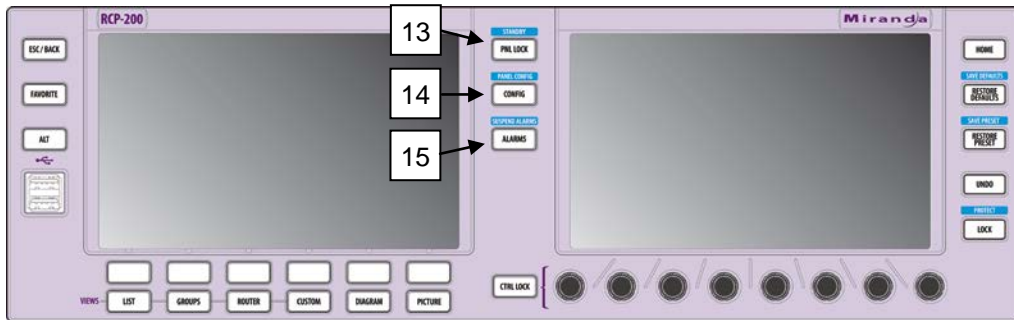 RCP-200
Miranda
ESC / BACK
FAVORITE
ALT
13
14
15
STANDBY
PNL LOCK
PANEL CONFIG
CONFIG
SUSPEND ALARMS
ALARMS
HOME
SAVE DEFAULTS
RESTORE
DEFAULTS
SAVE PRESET
RESTORE
PRESET
UNDO
PROTECT
LOCK
VIEWS
LIST
GROUPS
ROUTER
CUSTOM
DIAGRAM
PICTURE
CTRL LOCK